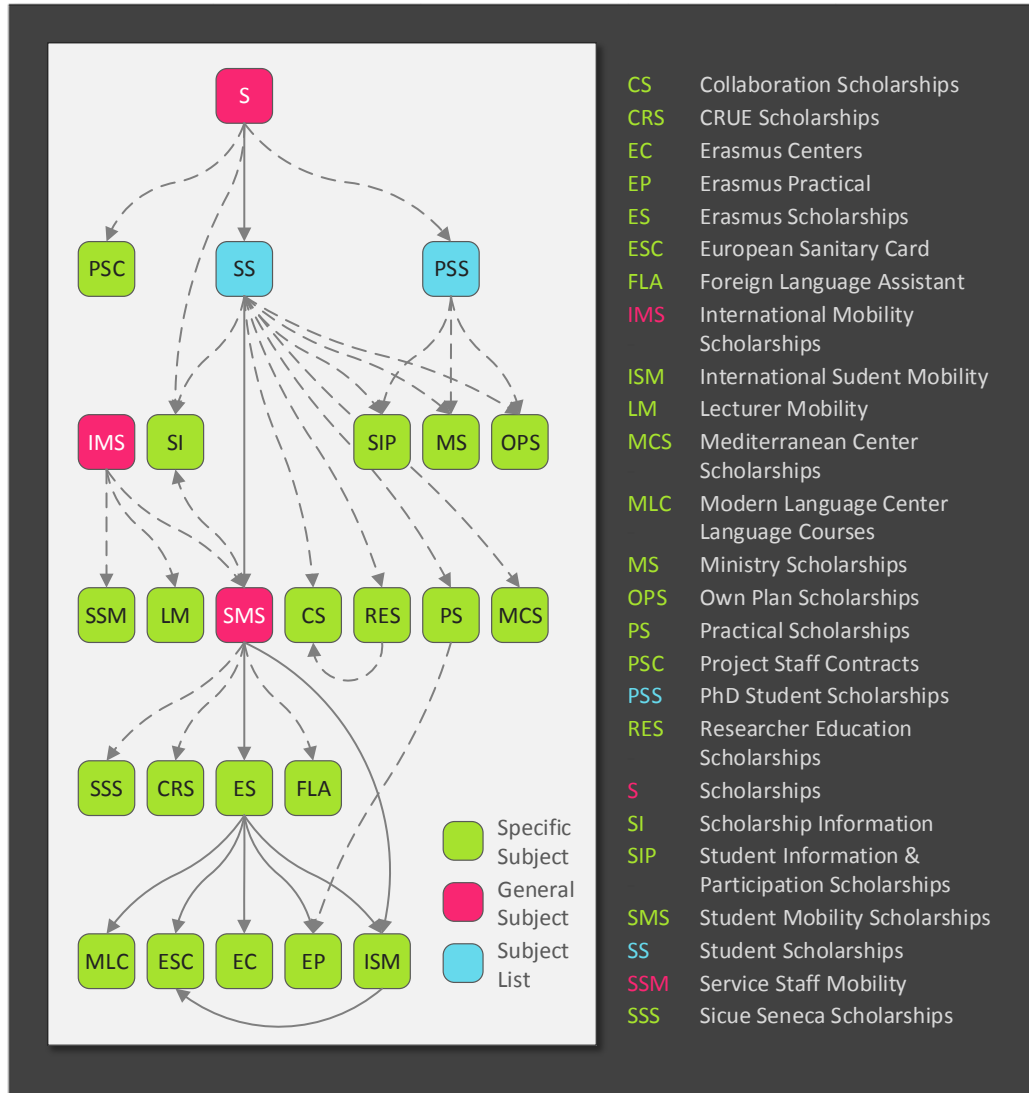 S
PSC
SS
PSS
IMS
SI
SIP
MS
OPS
SSM
LM
SMS
CS
RES
PS
MCS
SSS
CRS
ES
FLA
MLC
ESC
EC
EP
ISM
Specific
Subject
General
Subject
Subject
List
CS Collaboration Scholarships
CRS CRUE Scholarships
EC Erasmus Centers
EP Erasmus Practical
ES Erasmus Scholarships
ESC European Sanitary Card
FLA Foreign Language Assistant
IMS International Mobility
Scholarships
ISM International Sudent Mobility
LM Lecturer Mobility
MCS Mediterranean Center
Scholarships
MLC Modern Language Center
Language Courses
MS Ministry Scholarships
OPS Own Plan Scholarships
PS Practical Scholarships
PSC Project Staff Contracts
PSS PhD Student Scholarships
RES Researcher Education
Scholarships
S Scholarships
SI Scholarship Information
SIP Student Information &
Participation Scholarships
SMS Student Mobility Scholarships
SS Student Scholarships
SSM Service Staff Mobility
SSS Sicue Seneca Scholarships